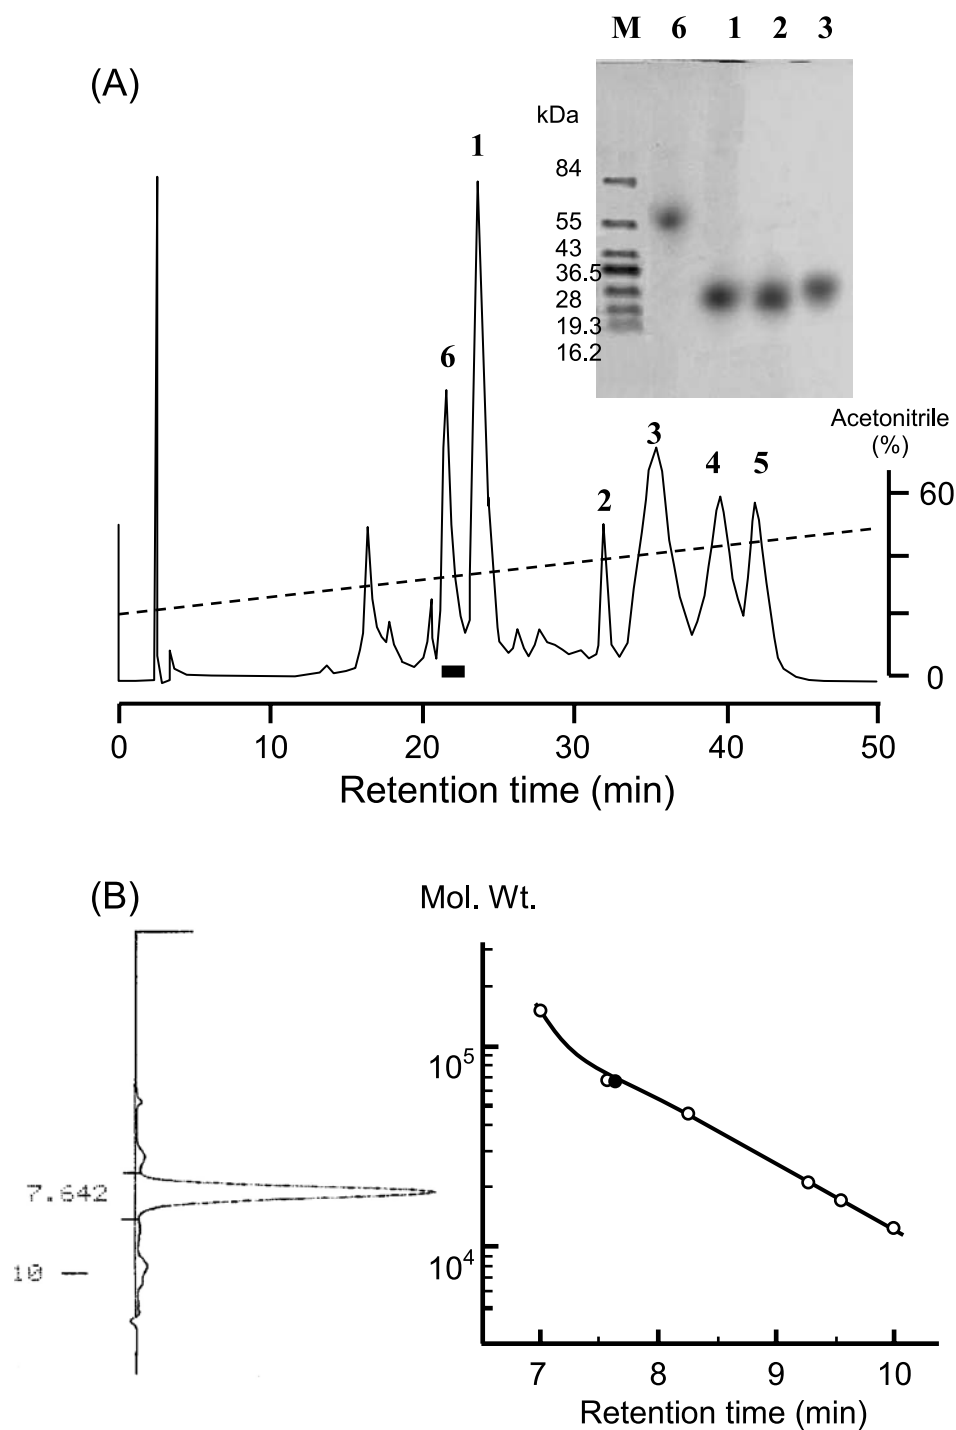 M 6 1 2 3
(A)
kDa
84
55
43
36.5
28
19.3
16.2
1
6
2
3
4
5
Acetonitrile
(%)
60
0
0 10 20 30 40 50
Retention time (min)
(B)
Mol. Wt.
7.642
10
10⁵
10⁴
7 8 9 10
Retention time (min)